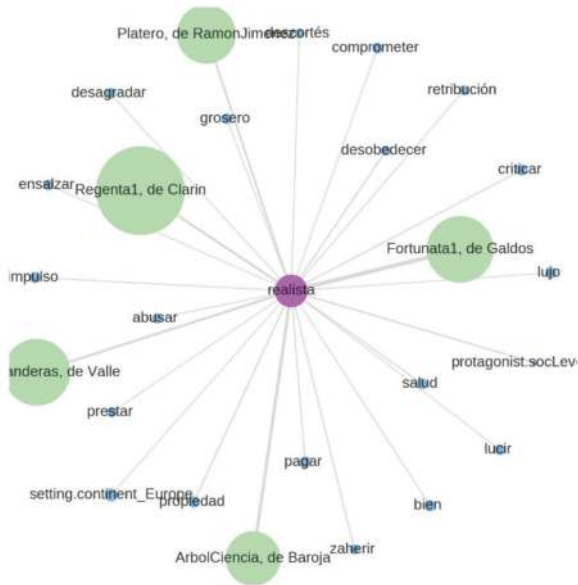 Platero, de RamonJimenez
descortés
comprometer
desagradar
retribución
grosero
desobedecer
ensalzar
Regenta1, de Clarin
criticar
Fortunata1, de Galdos
impulso
realista
lujo
abusar
anderas, de Valle
protagonist.socLeve
salud
prestar
lucir
pagar
setting.continent_Europe
propiedad
bien
ArbolCiencia, de Baroja
zaherir